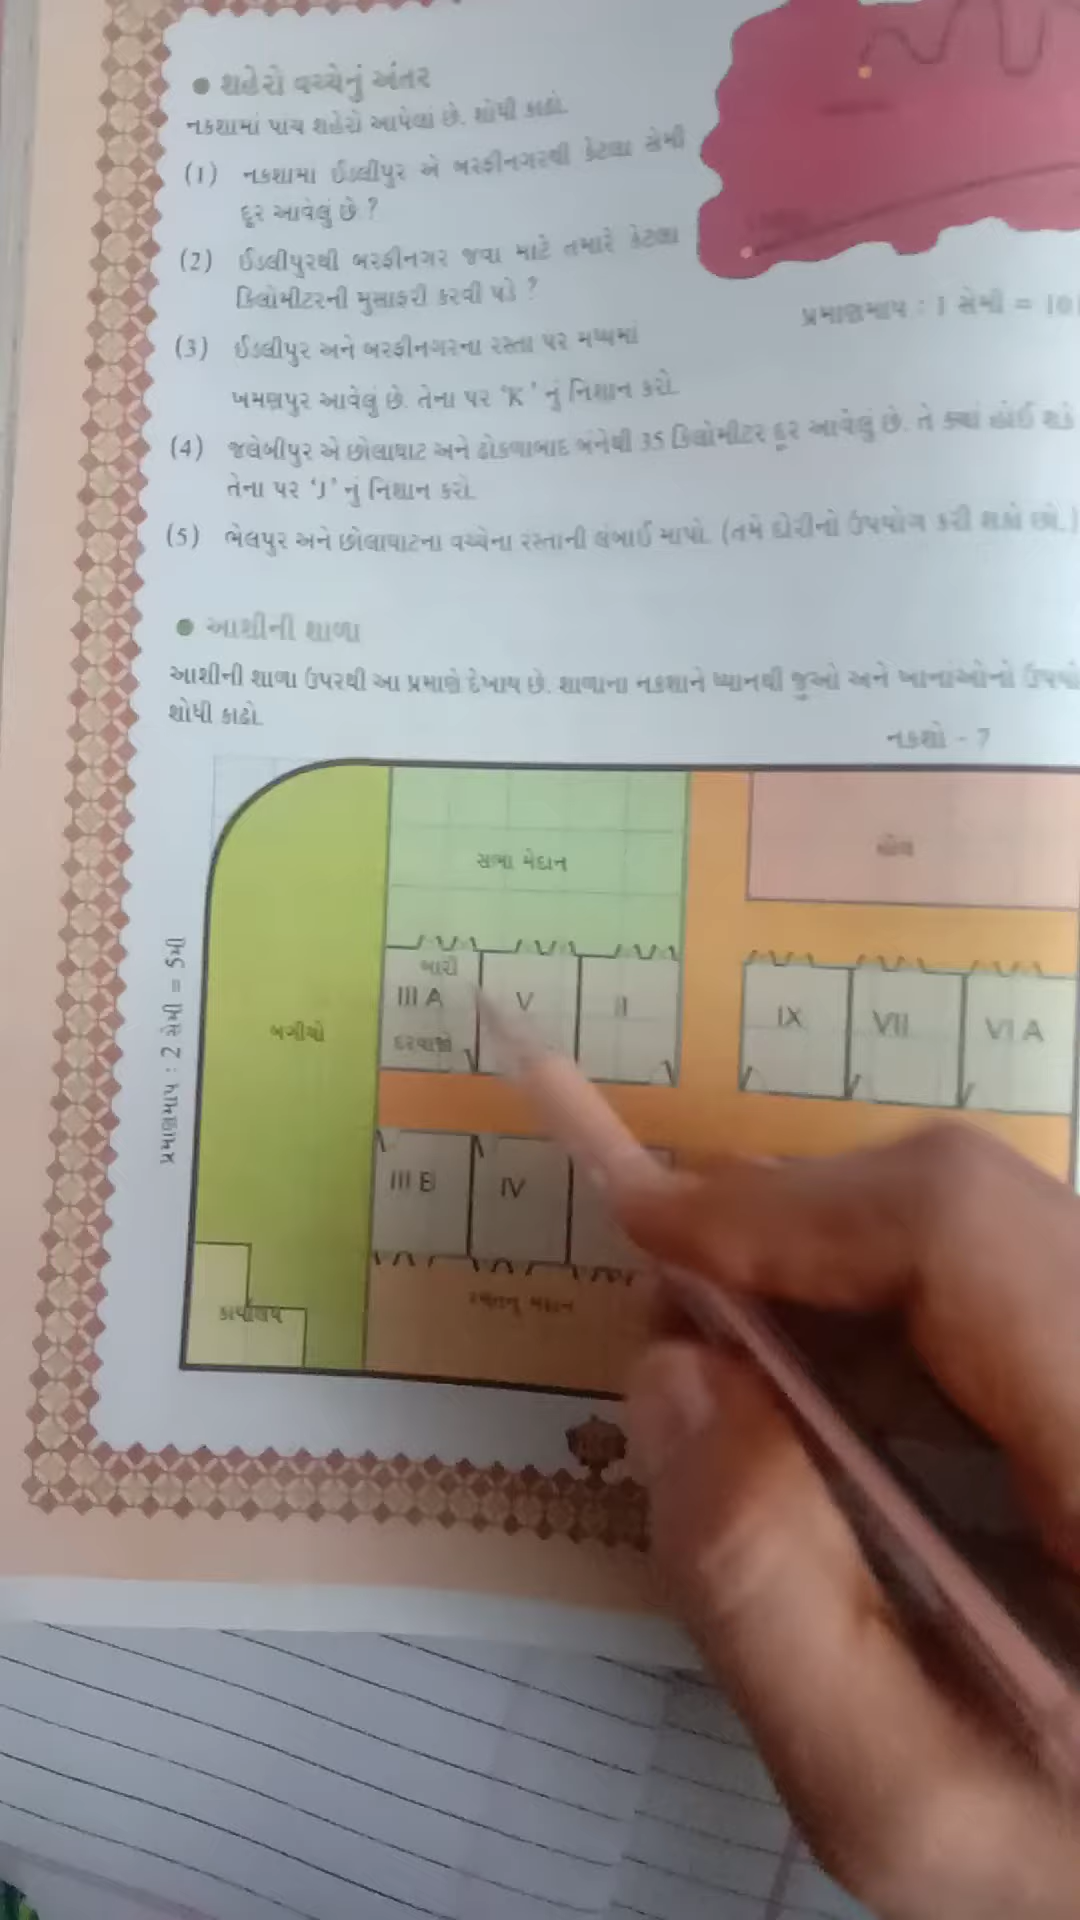 ● શહેરો વચ્ચેનું અંતર
નકશામાં પાંચ શહેરો આપેલાં છે. શોધી કાઢો.
(1) નકશામાં ઈડલીપુર એ બરફીનગરથી કેટલા સેમી
દૂર આવેલું છે ?
(2) ઈડલીપુરથી બરફીનગર જવા માટે તમારે કેટલા
કિલોમીટરની મુસાફરી કરવી પડે ?
પ્રમાણમાપ : 1 સેમી = 10
(3) ઈડલીપુર અને બરફીનગરના રસ્તા પર મધ્યમાં
ખમણપુર આવેલું છે. તેના પર 'K' નું નિશાન કરો.
(4) જલેબીપુર એ છોલાઘાટ અને ઢોકળાબાદ બંનેથી 35 કિલોમીટર દૂર આવેલું છે. તે ક્યાં હોઈ શકે
તેના પર 'J' નું નિશાન કરો.
(5) ભેલપુર અને છોલાઘાટના વચ્ચેના રસ્તાની લંબાઈ માપો. (તમે દોરીનો ઉપયોગ કરી શકો છો.)
● આશીની શાળા
આશીની શાળા ઉપરથી આ પ્રમાણે દેખાય છે. શાળાના નકશાને ધ્યાનથી જુઓ અને ખાનાંઓનો
શોધી કાઢો.
નકશો - 7
સભા મેદાન
હોલ
બારી
III A
V
II
IX
VII
VI A
દરવાજો
બગીચો
પ્રમાણમાપ : 2 સેમી = 5મી
III B
IV
રમતનું મેદાન
કાર્યાલય